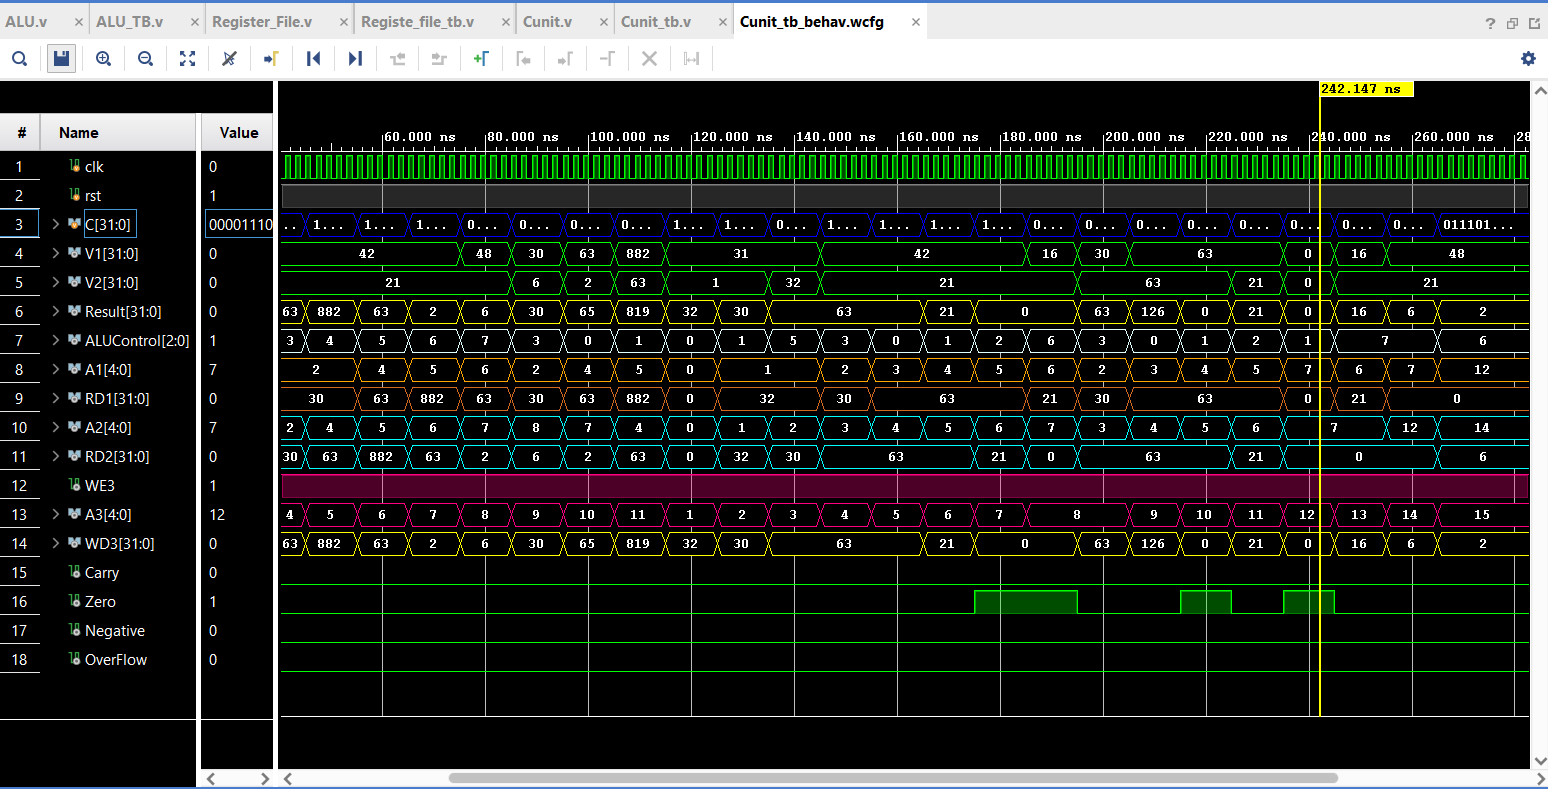 ALU.v × ALU_TB.v × Register_File.v × Registe_file_tb.v × Cunit.v × Cunit_tb.v × Cunit_tb_behav.wcfg ×
242.147 ns
# Name Value 60.000 ns 80.000 ns 100.000 ns 120.000 ns 140.000 ns 160.000 ns 180.000 ns 200.000 ns 220.000 ns 240.000 ns 260.000 ns 28
1 clk 0
2 rst 1
3 C[31:0] 00001110 .. 1... 1... 1... 0... 0... 0... 0... 1... 1... 0... 1... 1... 1... 1... 0... 0... 0... 0... 0... 0... 0... 0... 011101...
4 V1[31:0] 0 42 48 30 63 882 31 42 16 30 63 0 16 48
5 V2[31:0] 0 21 6 2 63 1 32 21 63 21 0 21
6 Result[31:0] 0 63 882 63 2 6 30 65 819 32 30 63 21 0 63 126 0 21 0 16 6 2
7 ALUControl[2:0] 1 3 4 5 6 7 3 0 1 0 1 5 3 0 1 2 6 3 0 1 2 1 7 6
8 A1[4:0] 7 2 4 5 6 2 4 5 0 1 2 3 4 5 6 2 3 4 5 7 6 7 12
9 RD1[31:0] 0 30 63 882 63 30 63 882 0 32 30 63 21 30 63 0 21 0
10 A2[4:0] 7 2 4 5 6 7 8 7 4 0 1 2 3 4 5 6 7 3 4 5 6 7 12 14
11 RD2[31:0] 0 30 63 882 63 2 6 2 63 0 32 30 63 21 0 63 21 0 6
12 WE3 1
13 A3[4:0] 12 4 5 6 7 8 9 10 11 1 2 3 4 5 6 7 8 9 10 11 12 13 14 15
14 WD3[31:0] 0 63 882 63 2 6 30 65 819 32 30 63 21 0 63 126 0 21 0 16 6 2
15 Carry 0
16 Zero 1
17 Negative 0
18 OverFlow 0